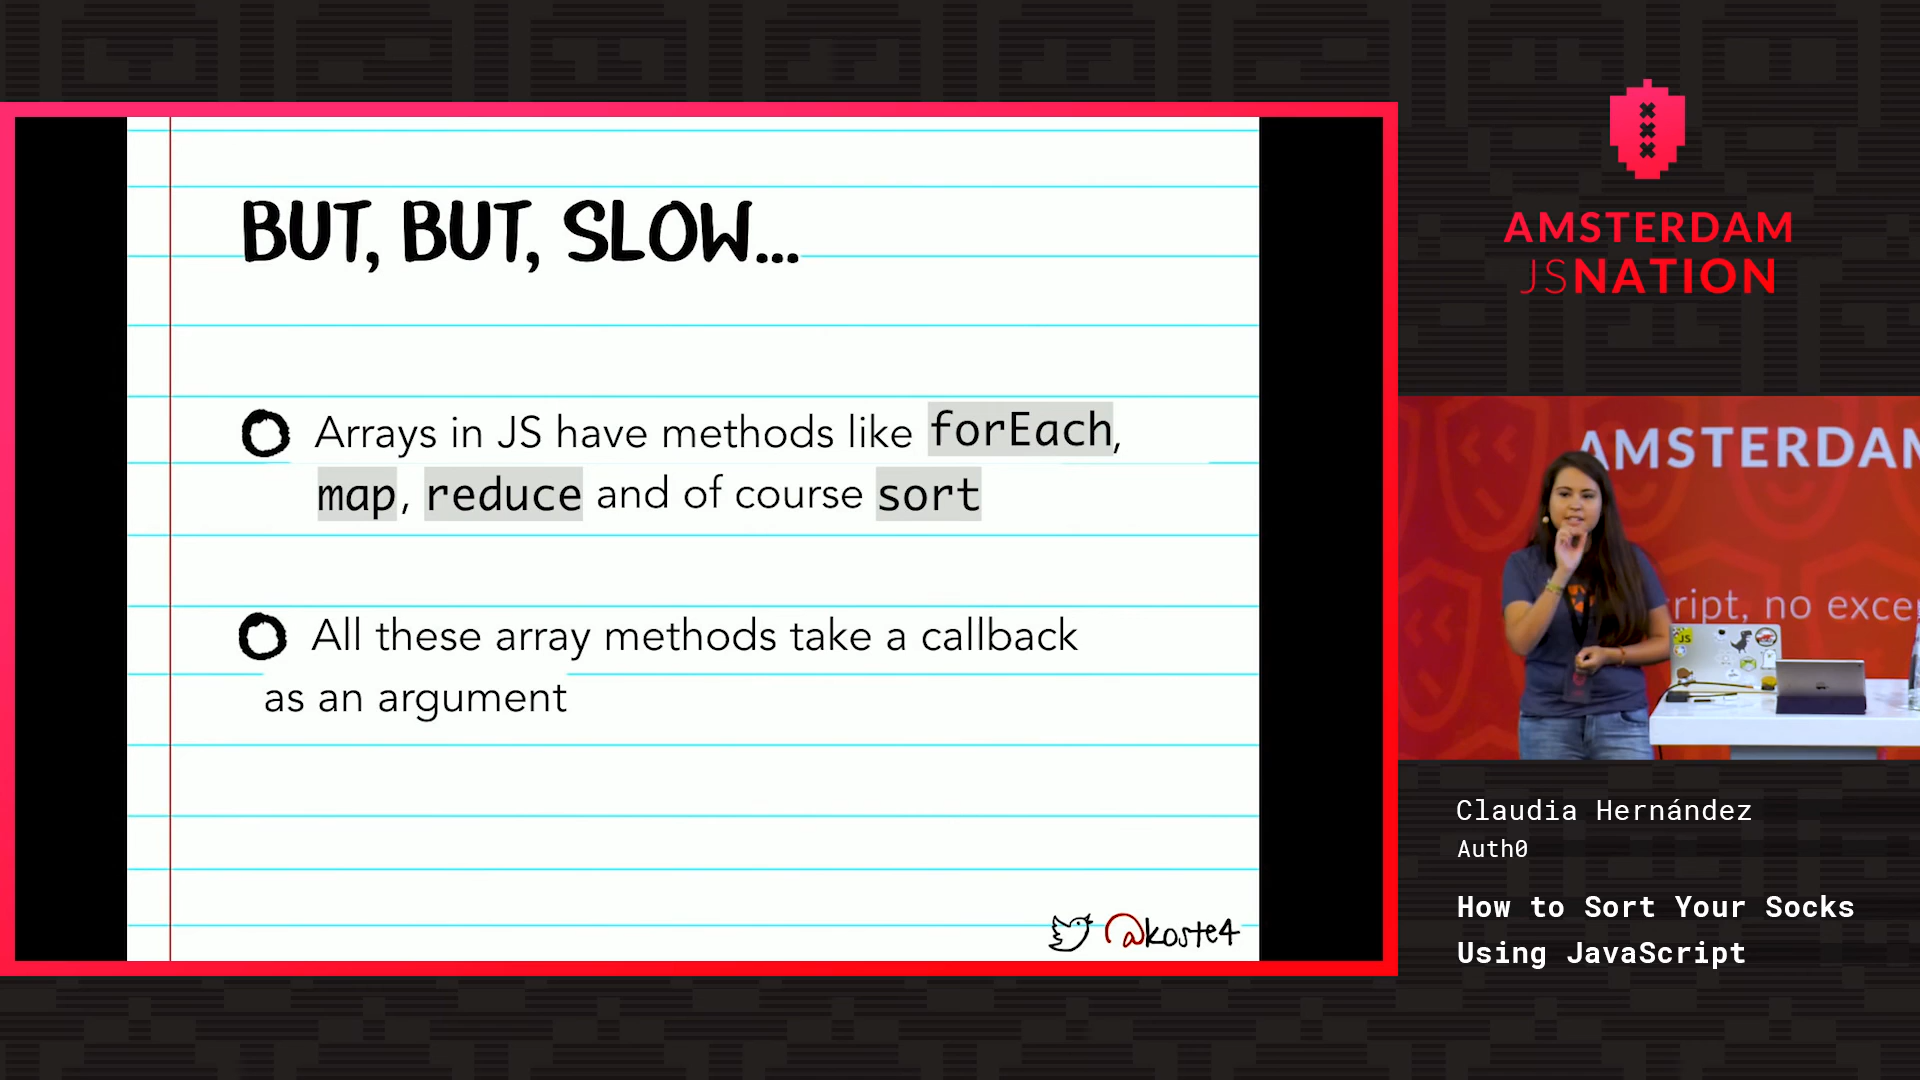 BUT, BUT, SLOW...
Arrays in JS have methods like forEach,
map, reduce and of course sort
All these array methods take a callback
as an argument
@koste4
AMSTERDAM
JSNATION
AMSTERDAM
ript, no exce
JS
Claudia Hernández
Auth0
How to Sort Your Socks
Using JavaScript